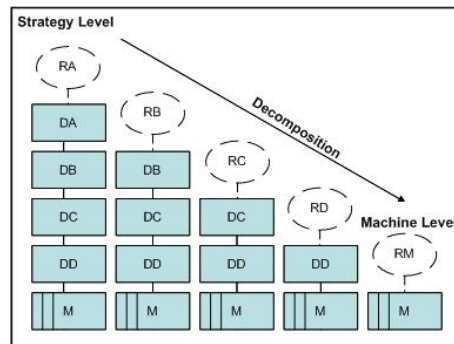 Strategy Level
RA
RB
RC
RD
RM
Decomposition
Machine Level
DA
DB DB
DC DC DC
DD DD DD DD
M M M M M